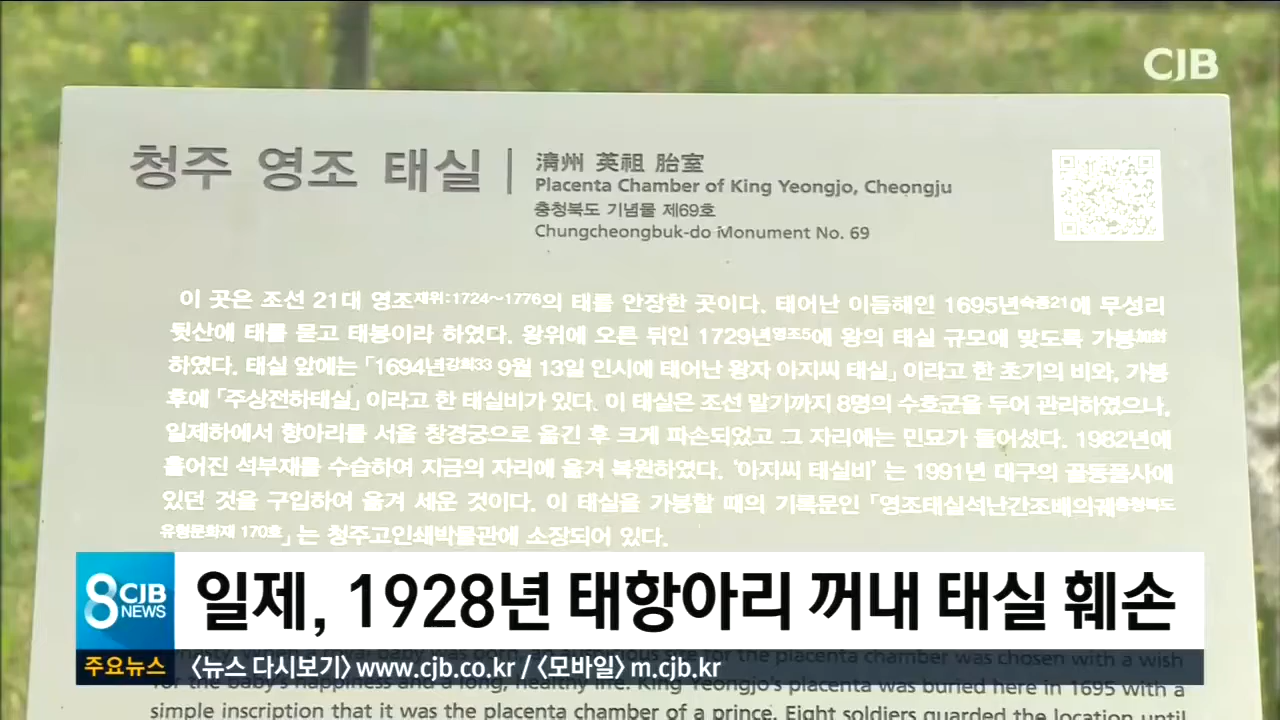 CJB
청주 영조 태실
淸州 英祖 胎室
Placenta Chamber of King Yeongjo, Cheongju
충청북도 기념물 제69호
Chungcheongbuk-do Monument No. 69
이 곳은 조선 21대 영조재위:1724~1776의 태를 안장한 곳이다. 태어난 이듬해인 1695년숙종21에 무성리
뒷산에 태를 묻고 태봉이라 하였다. 왕위에 오른 뒤인 1729년영조5에 왕의 태실 규모에 맞도록 가봉加封
하였다. 태실 앞에는 「1694년강희33 9월 13일 인시에 태어난 왕자 아지씨 태실」이라고 한 초기의 비와, 가봉
후에 「주상전하태실」이라고 한 태실비가 있다. 이 태실은 조선 말기까지 8명의 수호군을 두어 관리하였으나,
일제하에서 항아리를 서울 창경궁으로 옮긴 후 크게 파손되었고 그 자리에는 민묘가 들어섰다. 1982년에
흩어진 석부재를 수습하여 지금의 자리에 옮겨 복원하였다. '아지씨 태실비' 는 1991년 대구의 골동품사에
있던 것을 구입하여 옮겨 세운 것이다. 이 태실을 가봉할 때의 기록문인 「영조태실석난간조배의궤충청북도
유형문화재 170호」는 청주고인쇄박물관에 소장되어 있다.
8 CJB NEWS
일제, 1928년 태항아리 꺼내 태실 훼손
주요뉴스
〈뉴스 다시보기〉 www.cjb.co.kr / 〈모바일〉 m.cjb.kr
for the placenta chamber was chosen with a wish
for the baby's happiness and a long, healthy life. King Yeongjo's placenta was buried here in 1695 with a
simple inscription that it was the placenta chamber of a prince. Eight soldiers guarded the location until